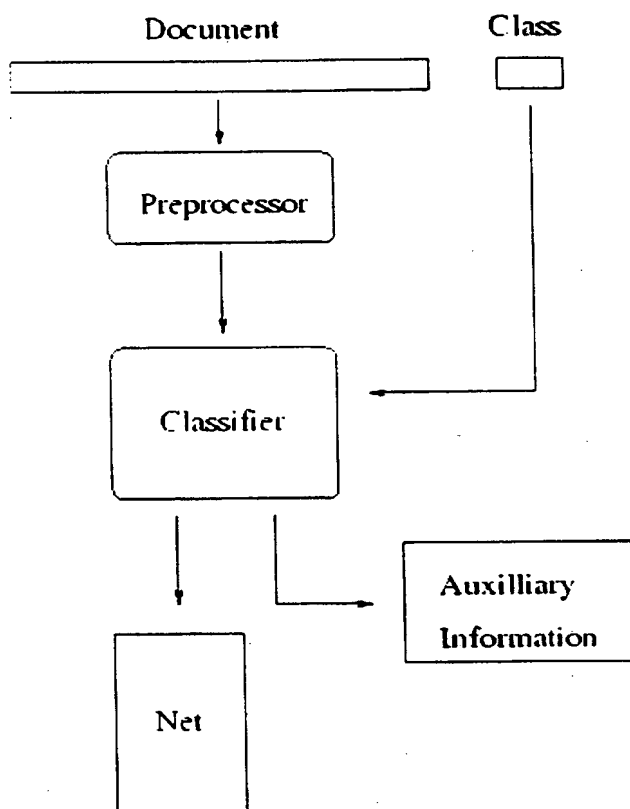 Document
Class
Preprocessor
Classifier
Auxilliary
Information
Net